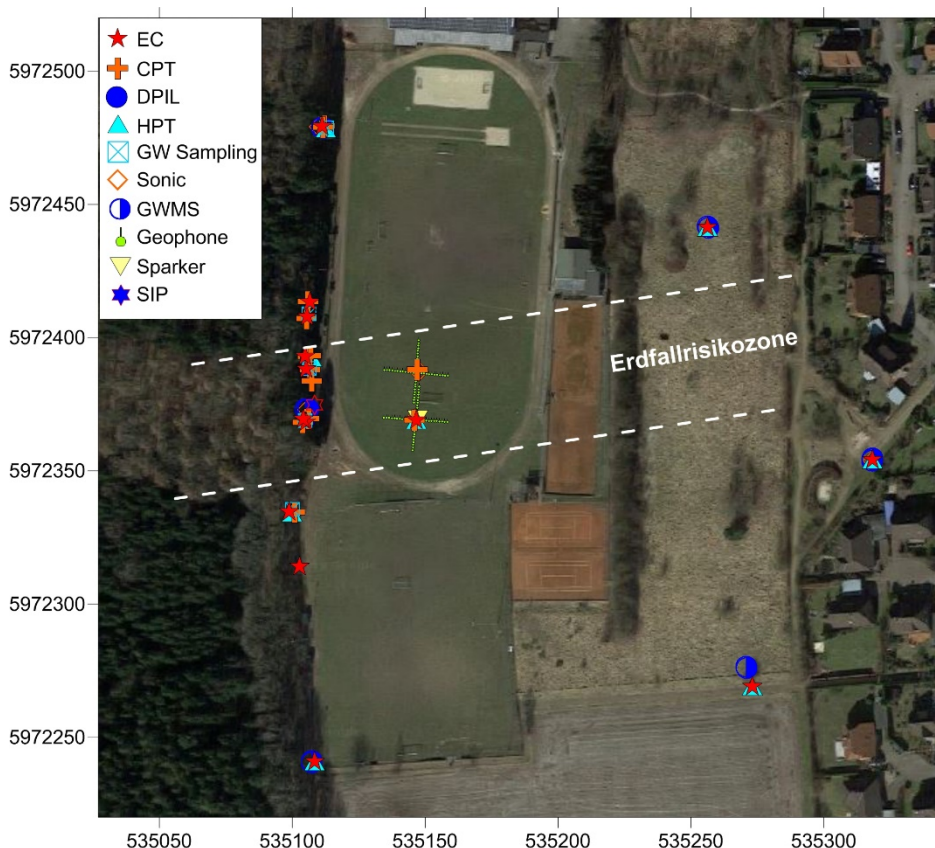 EC
CPT
DPIL
HPT
GW Sampling
Sonic
GWMS
Geophone
Sparker
SIP
5972500
5972450
5972400
5972350
5972300
5972250
Erdfallrisikozone
535050 535100 535150 535200 535250 535300